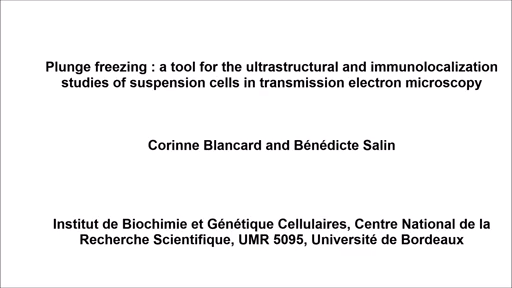 Plunge freezing : a tool for the ultrastructural and immunolocalization
studies of suspension cells in transmission electron microscopy
Corinne Blancard and Bénédicte Salin
Institut de Biochimie et Génétique Cellulaires, Centre National de la
Recherche Scientifique, UMR 5095, Université de Bordeaux